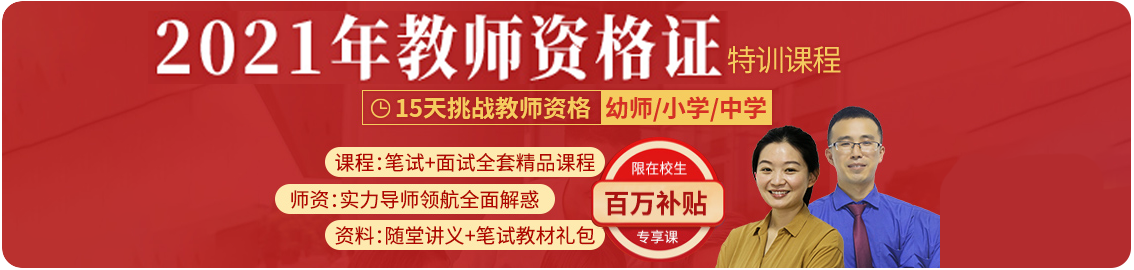 2021年教师资格证 特训课程
15天挑战教师资格 幼师/小学/中学
课程:笔试+面试全套精品课程
师资:实力导师领航全面解惑
资料:随堂讲义+笔试教材礼包
限在校生
百万补贴
专享课